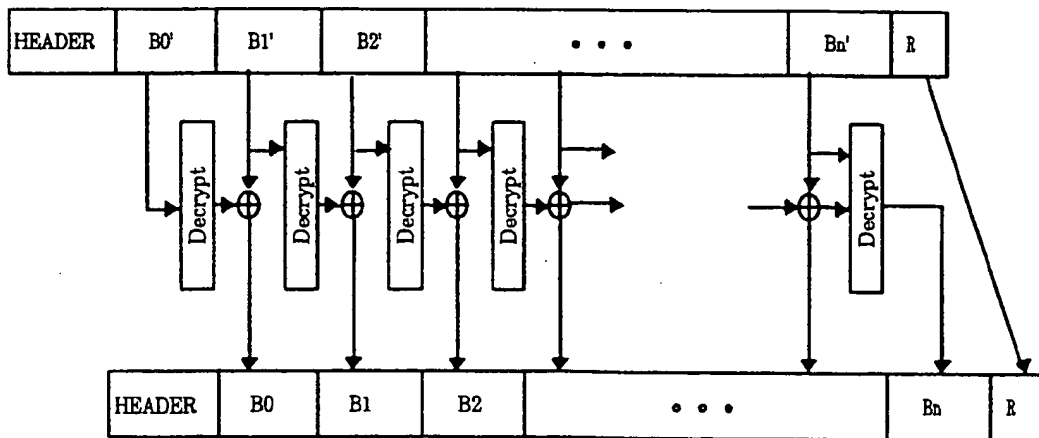 HEADER B0' B1' B2' • • • Bn' R
Decrypt Decrypt Decrypt Decrypt Decrypt
HEADER B0 B1 B2 • • • Bn R